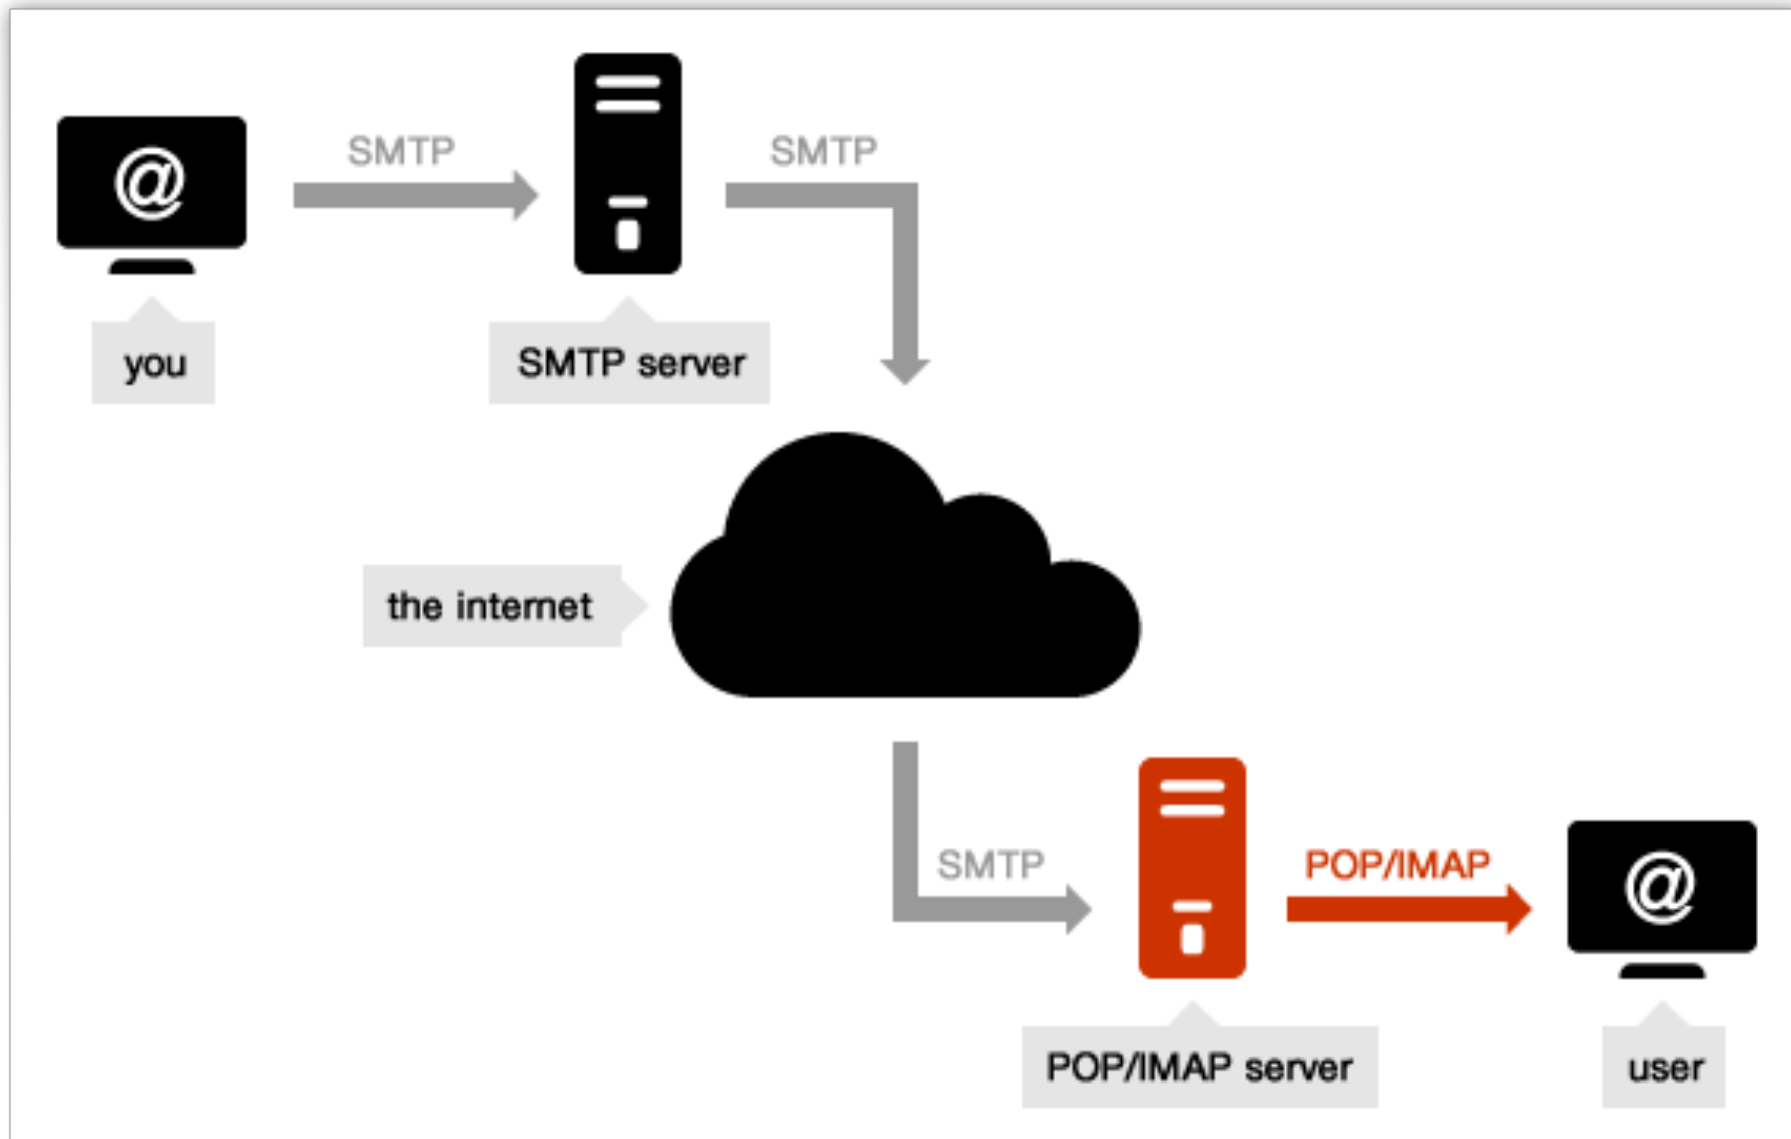 @
SMTP
SMTP
you
SMTP server
the internet
SMTP
POP/IMAP
@
POP/IMAP server
user